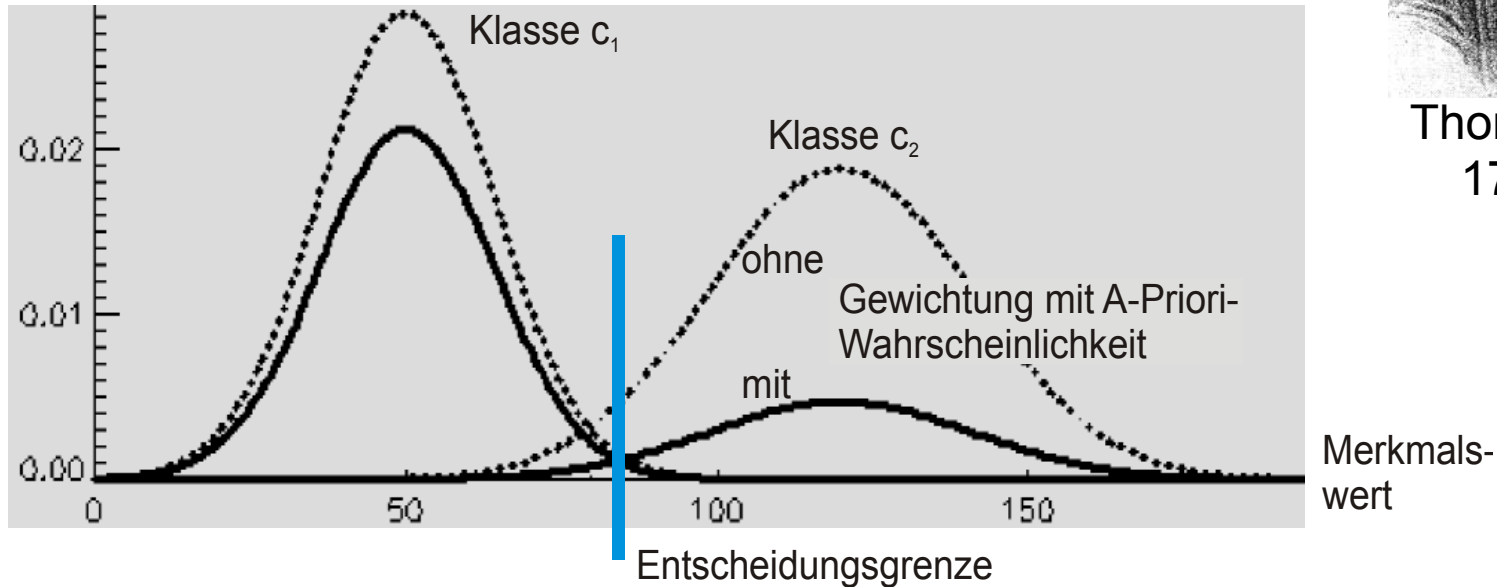 Klasse c₁
Klasse c₂
ohne
Gewichtung mit A-Priori-
Wahrscheinlichkeit
mit
0.02
0.01
0.00
0 50 100 150
Merkmals-
wert
Entscheidungsgrenze
17